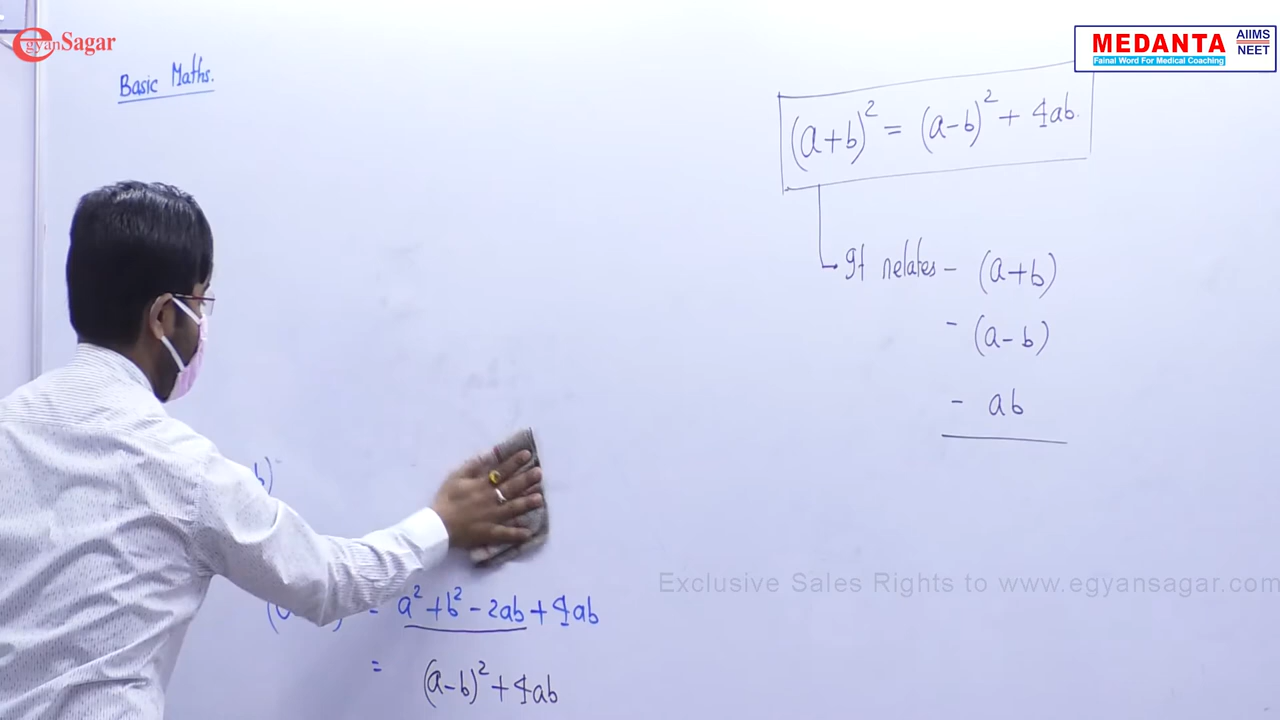 egyanSagar
MEDANTA AIIMS NEET
Fainal Word For Medical Coaching
Basic Maths.
(a+b)² = (a-b)² + 4ab.
It relates - (a+b)
- (a-b)
- ab
b)
= a² + b² - 2ab + 4ab
= (a-b)² + 4ab
Exclusive Sales Rights to www.egyansagar.com